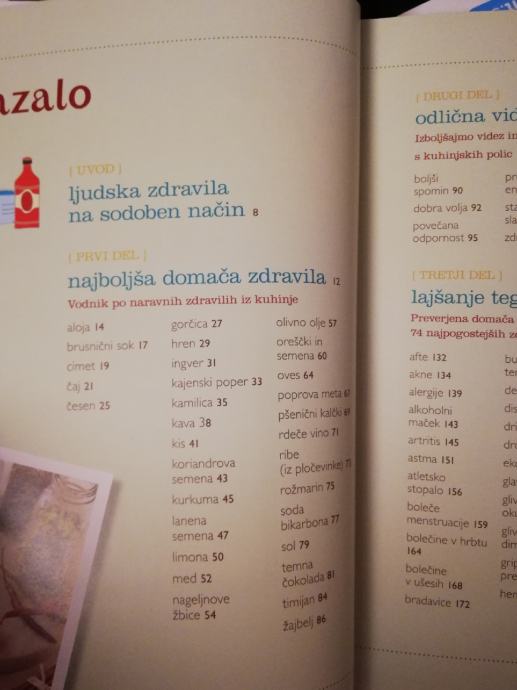 azalo
[ UVOD ]
ljudska zdravila
na sodoben način 8
[ PRVI DEL ]
najboljša domača zdravila 12
Vodnik po naravnih zdravilih iz kuhinje
aloja 14
brusnični sok 17
cimet 19
čaj 21
česen 25
gorčica 27
hren 29
ingver 31
kajenski poper 33
kamilica 35
kava 38
kis 41
koriandrova
semena 43
kurkuma 45
lanena
semena 47
limona 50
med 52
nageljnove
žbice 54
olivno olje 57
oreščki in
semena 60
oves 64
poprova meta 67
pšenični kalčki 69
rdeče vino 71
ribe
(iz pločevinke)
rožmarin 75
soda
bikarbona 77
sol 79
temna
čokolada 81
timijan 84
žajbelj 86
[ DRUGI DEL ]
odlična vid
Izboljšajmo videz in
s kuhinjskih polic
boljši
spomin 90
dobra volja 92
povečana
odpornost 95
[ TRETJI DEL ]
lajšanje teg
Preverjena domača
74 najpogostejših
afte 132
akne 134
alergije 139
alkoholni
maček 143
artritis 145
astma 151
atletsko
stopalo 156
boleče
menstruacije 159
bolečine v hrbtu
164
bolečine
v ušesih 168
bradavice 172